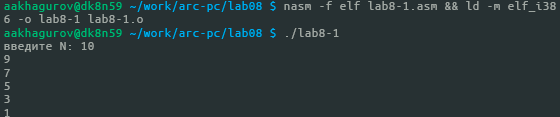 aakhagurov@dk8n59 ~/work/arc-pc/lab08 $ nasm -f elf lab8-1.asm && ld -m elf_i38
6 -o lab8-1 lab8-1.o
aakhagurov@dk8n59 ~/work/arc-pc/lab08 $ ./lab8-1
введите N: 10
9
7
5
3
1